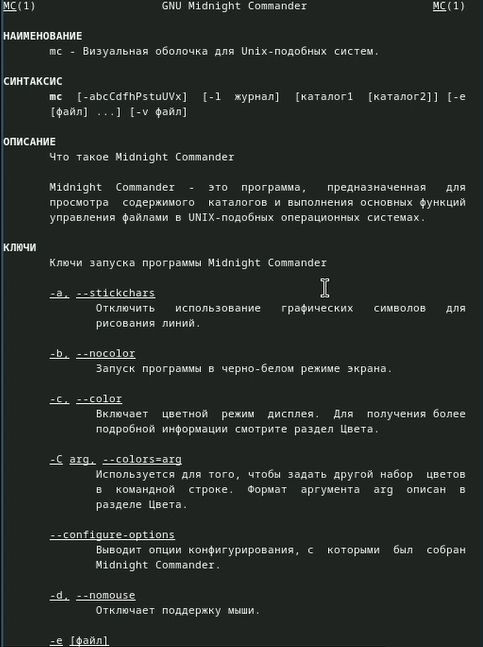 MC(1) GNU Midnight Commander MC(1)
НАИМЕНОВАНИЕ
mc - Визуальная оболочка для Unix-подобных систем.
СИНТАКСИС
mc [-abcCdfhPstuUVx] [-l журнал] [каталог1 [каталог2]] [-e
[файл] ...] [-v файл]
ОПИСАНИЕ
Что такое Midnight Commander
Midnight Commander - это программа, предназначенная для
просмотра содержимого каталогов и выполнения основных функций
управления файлами в UNIX-подобных операционных системах.
КЛЮЧИ
Ключи запуска программы Midnight Commander
-a, --stickchars
Отключить использование графических символов для
рисования линий.
-b, --nocolor
Запуск программы в черно-белом режиме экрана.
-c, --color
Включает цветной режим дисплея. Для получения более
подробной информации смотрите раздел Цвета.
-C arg, --colors=arg
Используется для того, чтобы задать другой набор цветов
в командной строке. Формат аргумента arg описан в
разделе Цвета.
--configure-options
Выводит опции конфигурирования, с которыми был собран
Midnight Commander.
-d, --nomouse
Отключает поддержку мыши.
-e [файл]